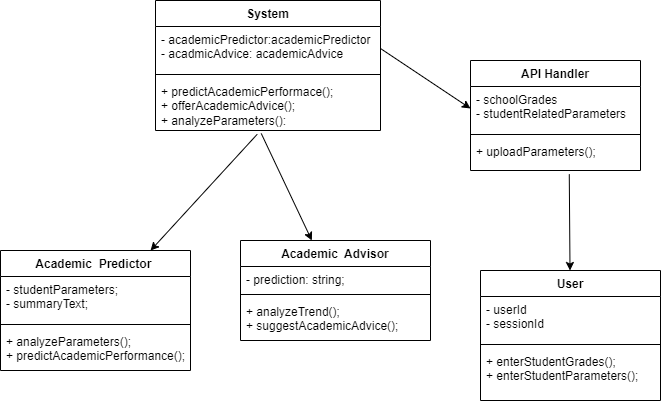 System
- academicPredictor:academicPredictor
- acadmicAdvice: academicAdvice
+ predictAcademicPerformace();
+ offerAcademicAdvice();
+ analyzeParameters():
API Handler
- schoolGrades
- studentRelatedParameters
+ uploadParameters();
Academic Predictor
- studentParameters;
- summaryText;
+ analyzeParameters();
+ predictAcademicPerformance();
Academic Advisor
- prediction: string;
+ analyzeTrend();
+ suggestAcademicAdvice();
User
- userId
- sessionId
+ enterStudentGrades();
+ enterStudentParameters();